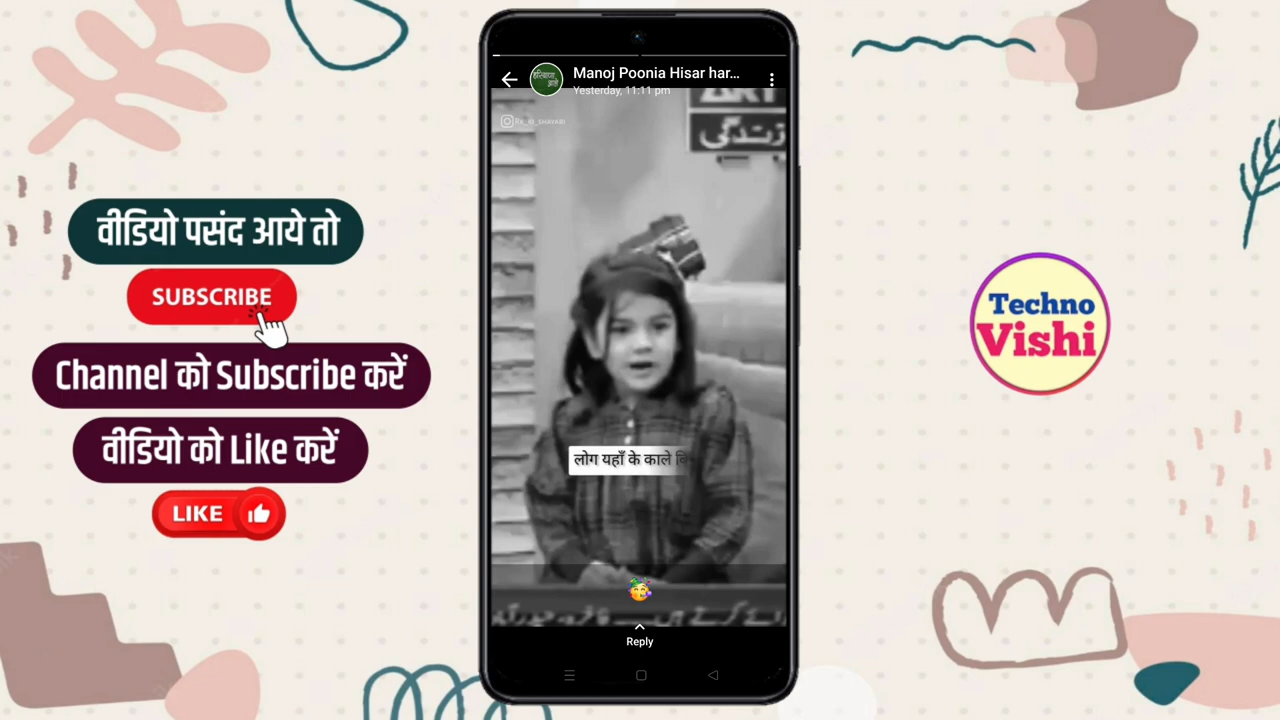 वीडियो पसंद आये तो
SUBSCRIBE
Channel को Subscribe करें
वीडियो को Like करें
LIKE
Manoj Poonia Hisar har...
Yesterday, 11:11 pm
ARY
زندگی
लोग यहाँ के काले
Reply
Techno
Vishi